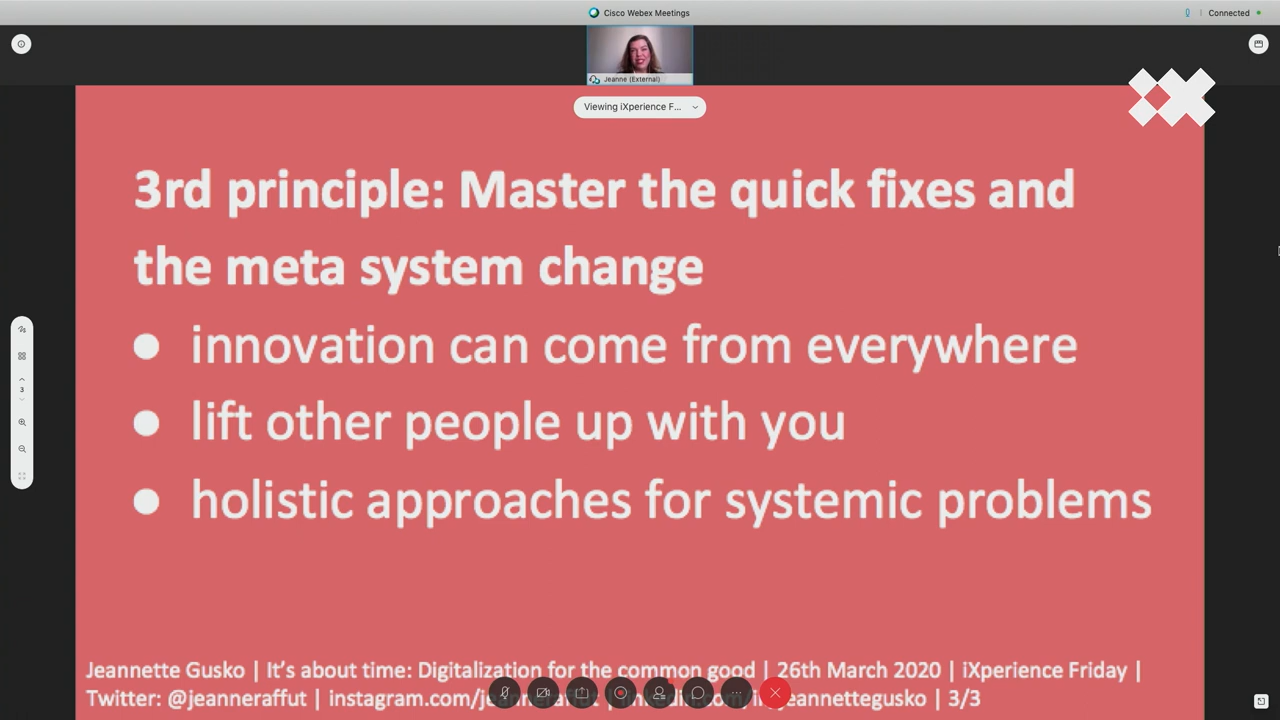 Cisco Webex Meetings
Connected
Jeanne (External)
Viewing iXperience F...
3rd principle: Master the quick fixes and
the meta system change
● innovation can come from everywhere
● lift other people up with you
● holistic approaches for systemic problems
3
Jeannette Gusko | It's about time: Digitalization for the common good | 26th March 2020 | iXperience Friday |
Twitter: @jeanneraffut | instagram.com/ | 3/3